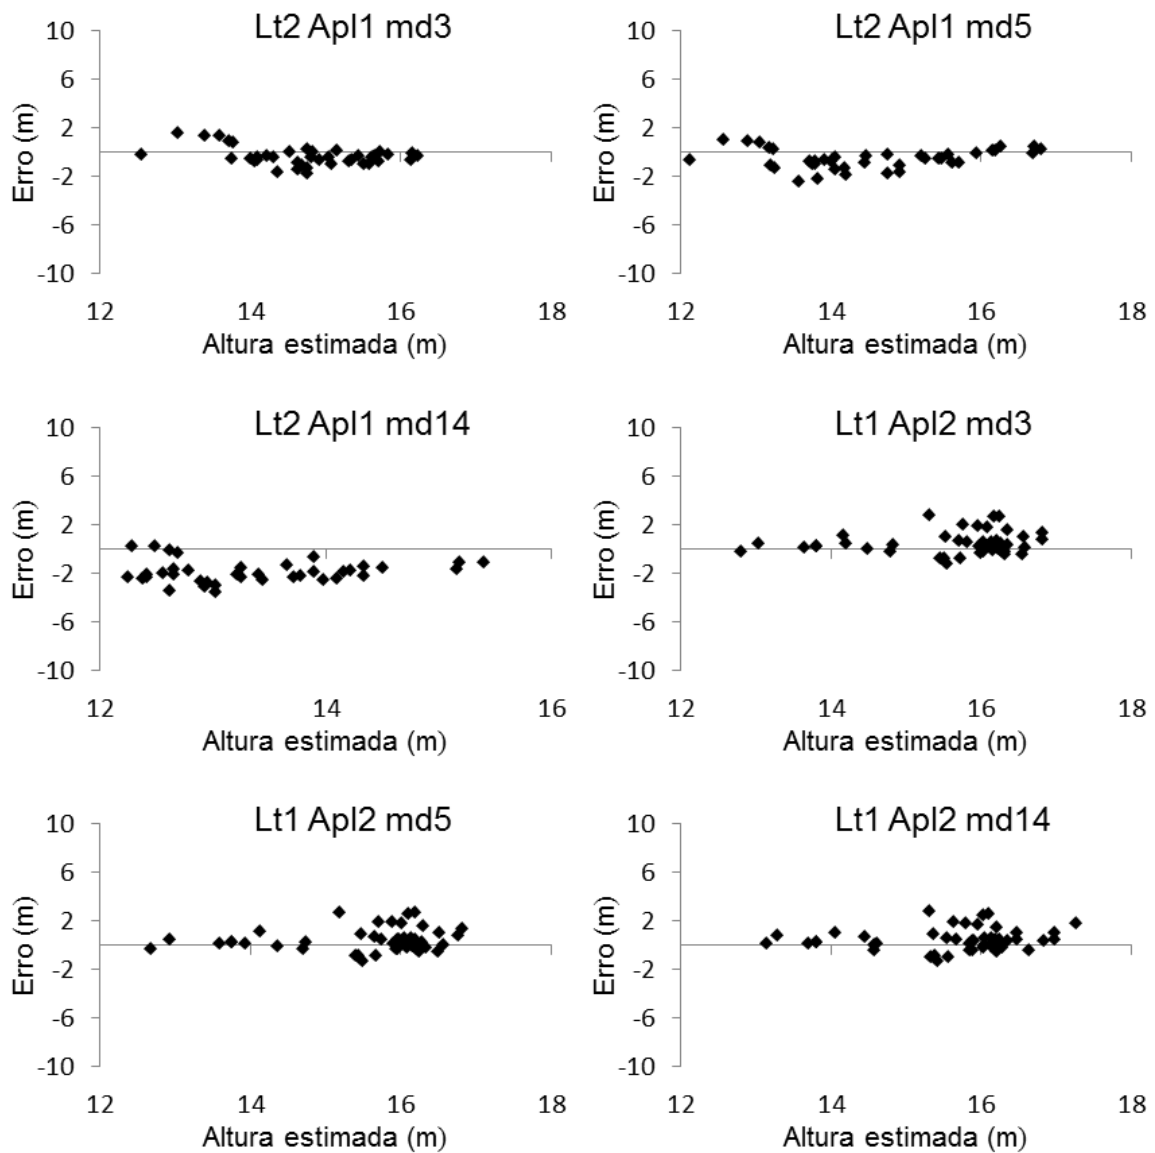 Lt2 Apl1 md3
10
6
2
-2
-6
-10
Erro (m)
12 14 16 18
Altura estimada (m)
Lt2 Apl1 md5
10
6
2
-2
-6
-10
Erro (m)
12 14 16 18
Altura estimada (m)
Lt2 Apl1 md14
10
6
2
-2
-6
-10
Erro (m)
12 14 16
Altura estimada (m)
Lt1 Apl2 md3
10
6
2
-2
-6
-10
Erro (m)
12 14 16 18
Altura estimada (m)
Lt1 Apl2 md5
10
6
2
-2
-6
-10
Erro (m)
12 14 16 18
Altura estimada (m)
Lt1 Apl2 md14
10
6
2
-2
-6
-10
Erro (m)
12 14 16 18
Altura estimada (m)